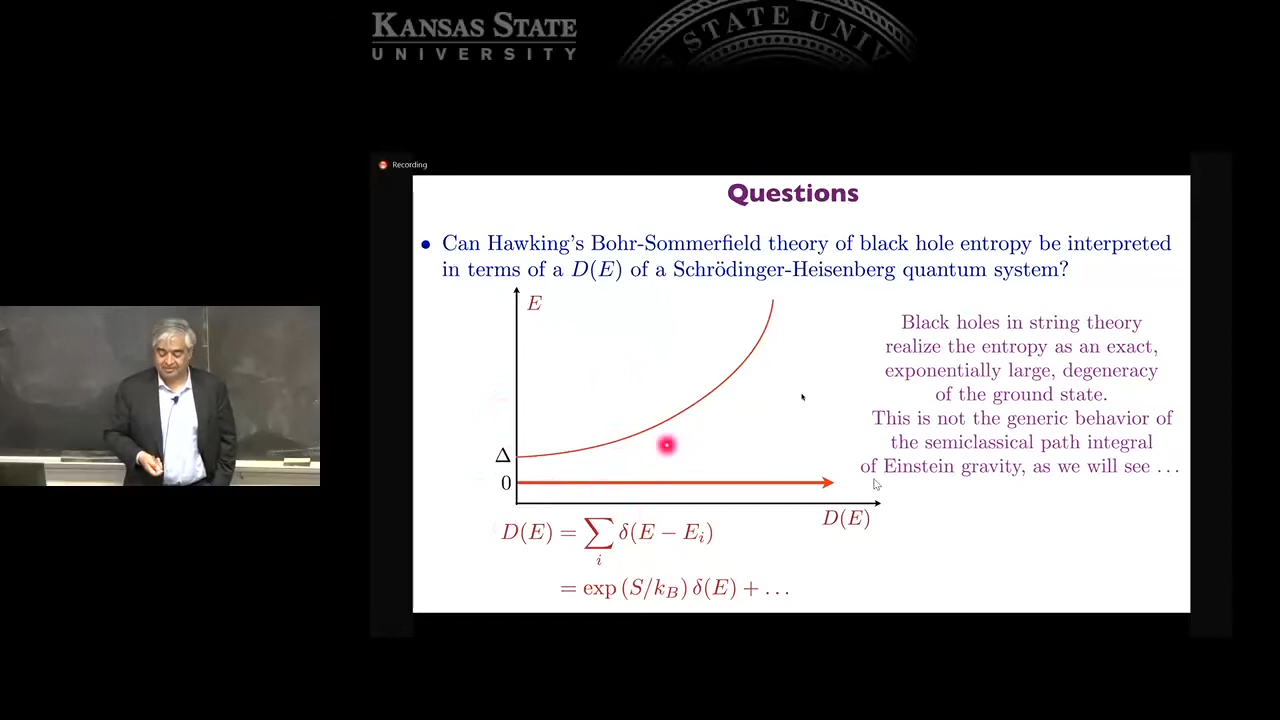 KANSAS STATE
UNIVERSITY
STATE UNIV
Recording
Questions
• Can Hawking's Bohr-Sommerfield theory of black hole entropy be interpreted
in terms of a D(E) of a Schrödinger-Heisenberg quantum system?
E
Black holes in string theory
realize the entropy as an exact,
exponentially large, degeneracy
of the ground state.
This is not the generic behavior of
the semiclassical path integral
of Einstein gravity, as we will see ...
Δ
0
D(E)
D(E) = ∑ δ(E − Eᵢ)
i
= exp (S/k_B) δ(E) + ...